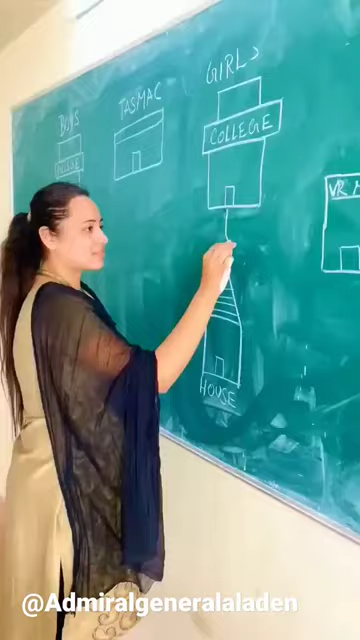 BOYS
COLLEGE
TASMAC
GIRLS
COLLEGE
HOUSE
@Admiralgeneralaladen